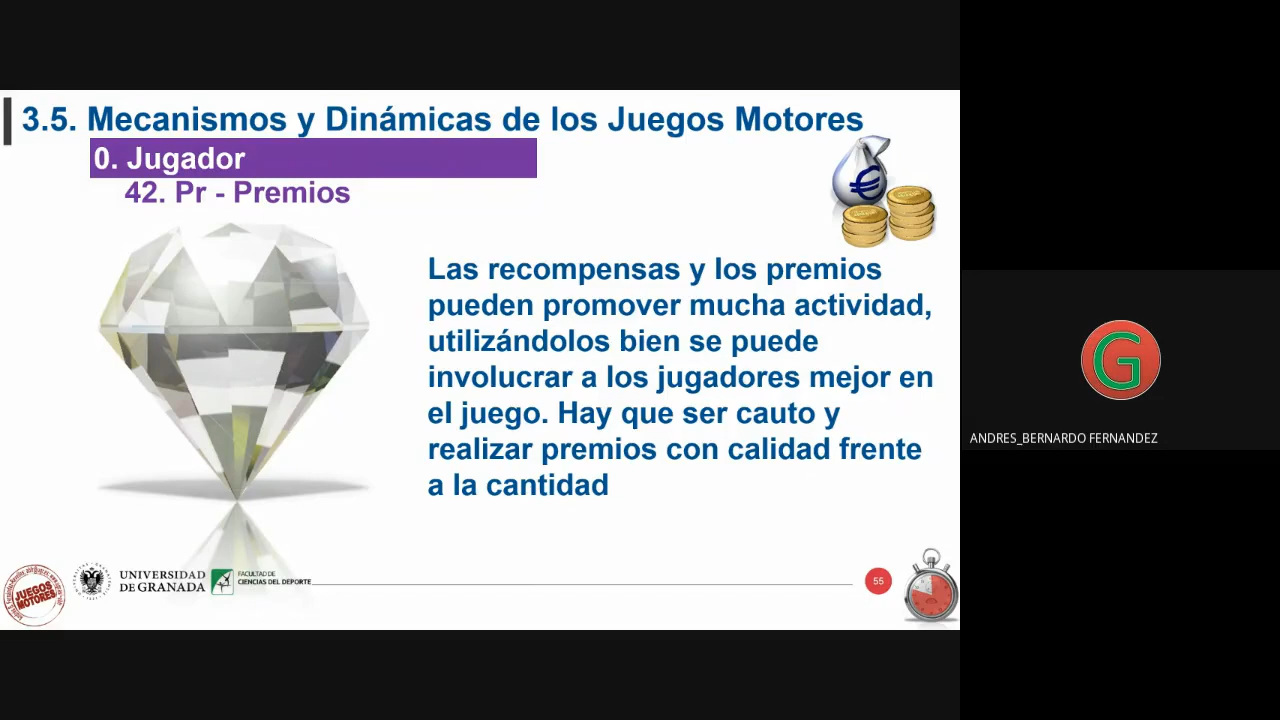 3.5. Mecanismos y Dinámicas de los Juegos Motores
0. Jugador
42. Pr - Premios
€
Las recompensas y los premios
pueden promover mucha actividad,
utilizándolos bien se puede
involucrar a los jugadores mejor en
el juego. Hay que ser cauto y
realizar premios con calidad frente
a la cantidad
JUEGOS
MOTORES
UNIVERSIDAD
DE GRANADA
FACULTAD DE
CIENCIAS DEL DEPORTE
55
G
ANDRES_BERNARDO FERNANDEZ